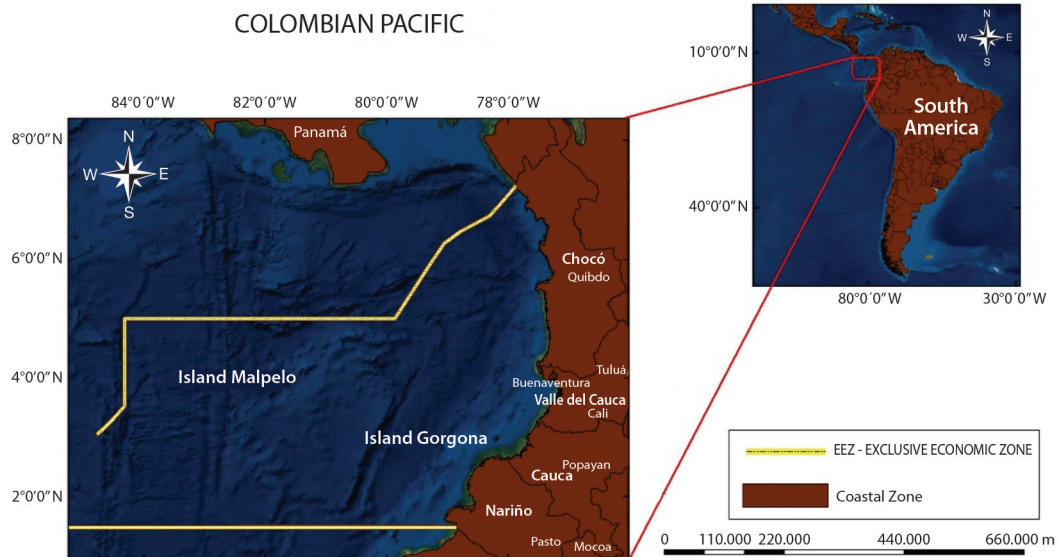 COLOMBIAN PACIFIC
84°0´0˝W 82°0´0˝W 80°0´0˝W 78°0´0˝W
8°0´0˝N
6°0´0˝N
4°0´0˝N
2°0´0˝N
N
W E
S
Panamá
Chocó
Quibdo
Island Malpelo
Tuluá
Buenaventura
Valle del Cauca
Cali
Island Gorgona
Popayan
Cauca
Nariño
Pasto
Mocoa
N
W E
S
10°0´0˝N
40°0´0˝N
South
America
80°0´0˝W 30°0´0˝W
EEZ - EXCLUSIVE ECONOMIC ZONE
Coastal Zone
0 110.000 220.000 440.000 660.000 m